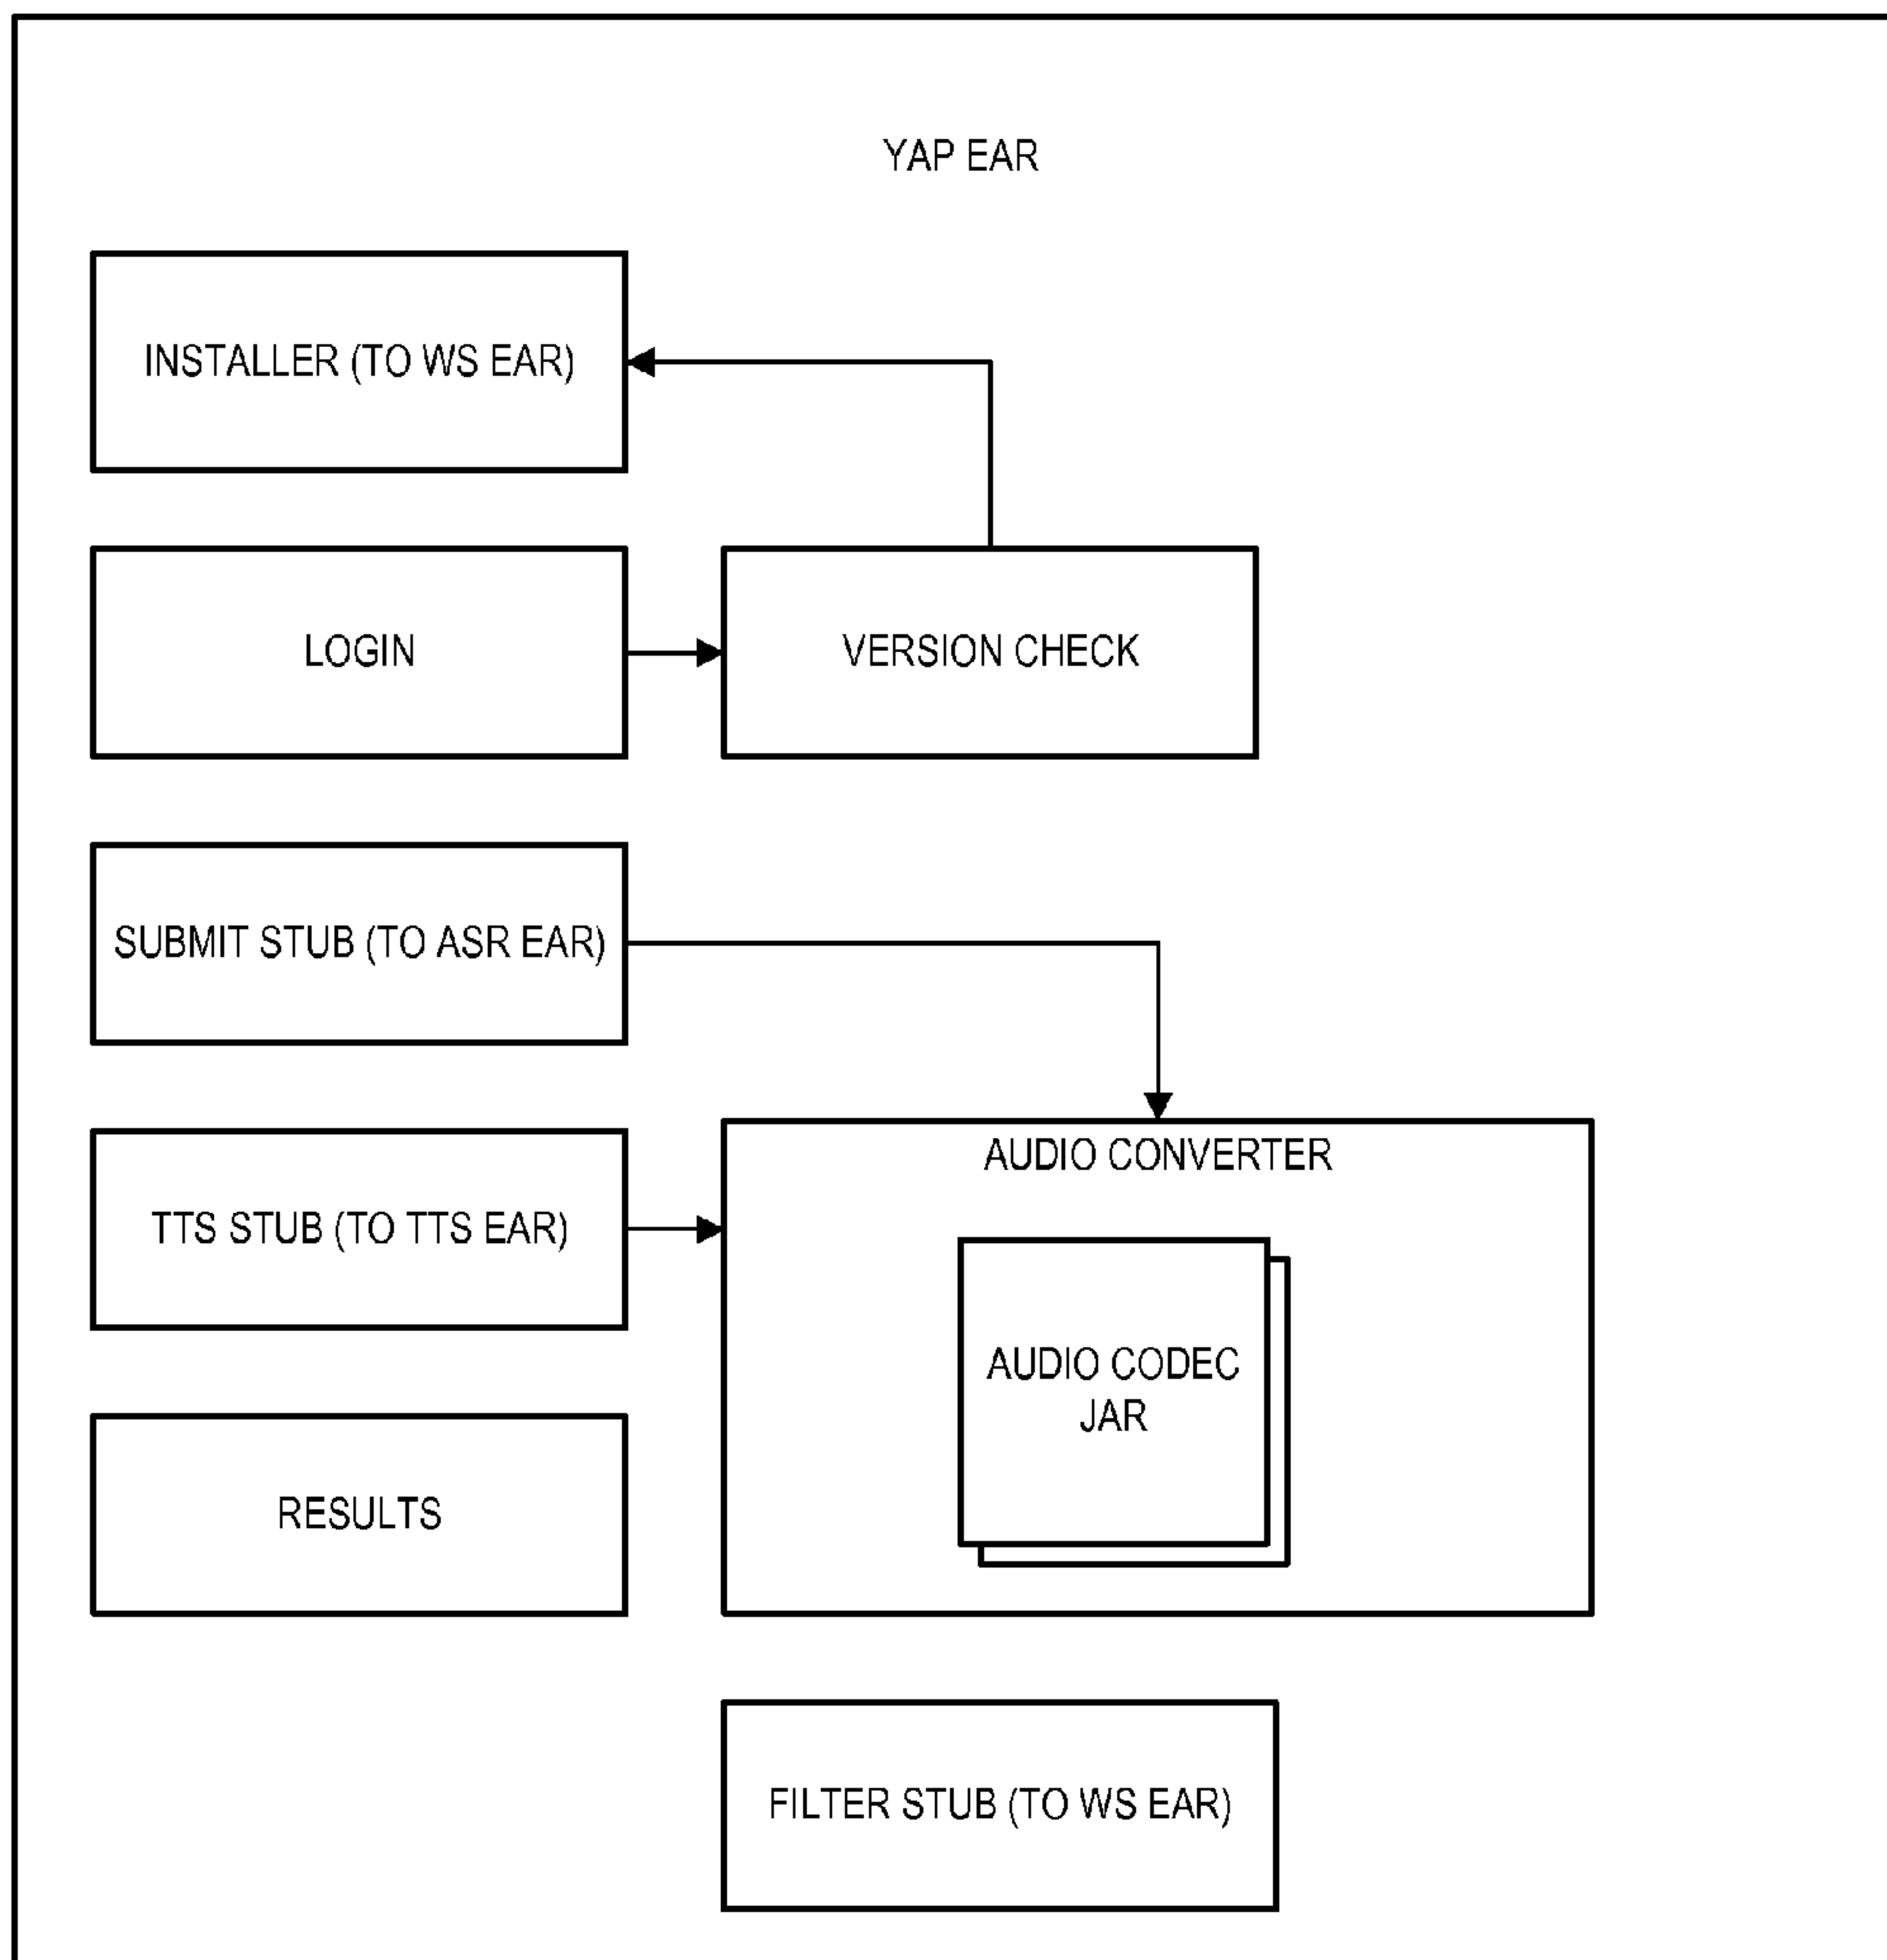 YAP EAR
INSTALLER (TO WS EAR)
LOGIN
VERSION CHECK
SUBMIT STUB (TO ASR EAR)
AUDIO CONVERTER
TTS STUB (TO TTS EAR)
AUDIO CODEC
JAR
RESULTS
FILTER STUB (TO WS EAR)